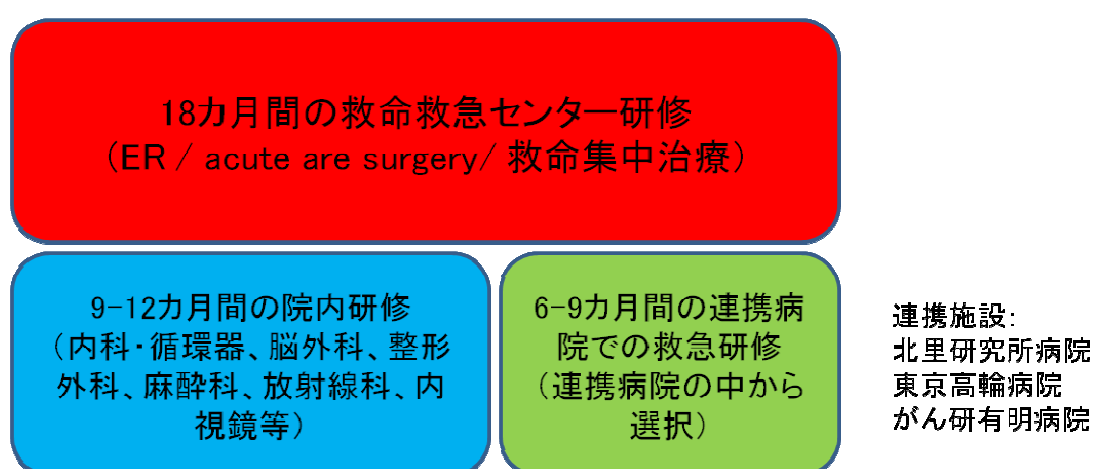 18カ月間の救命救急センター研修
（ER / acute are surgery/ 救命集中治療）
9-12カ月間の院内研修
（内科・循環器、脳外科、整形
外科、麻酔科、放射線科、内
視鏡等）
6-9カ月間の連携病
院での救急研修
（連携病院の中から
選択）
連携施設：
北里研究所病院
東京高輪病院
がん研有明病院